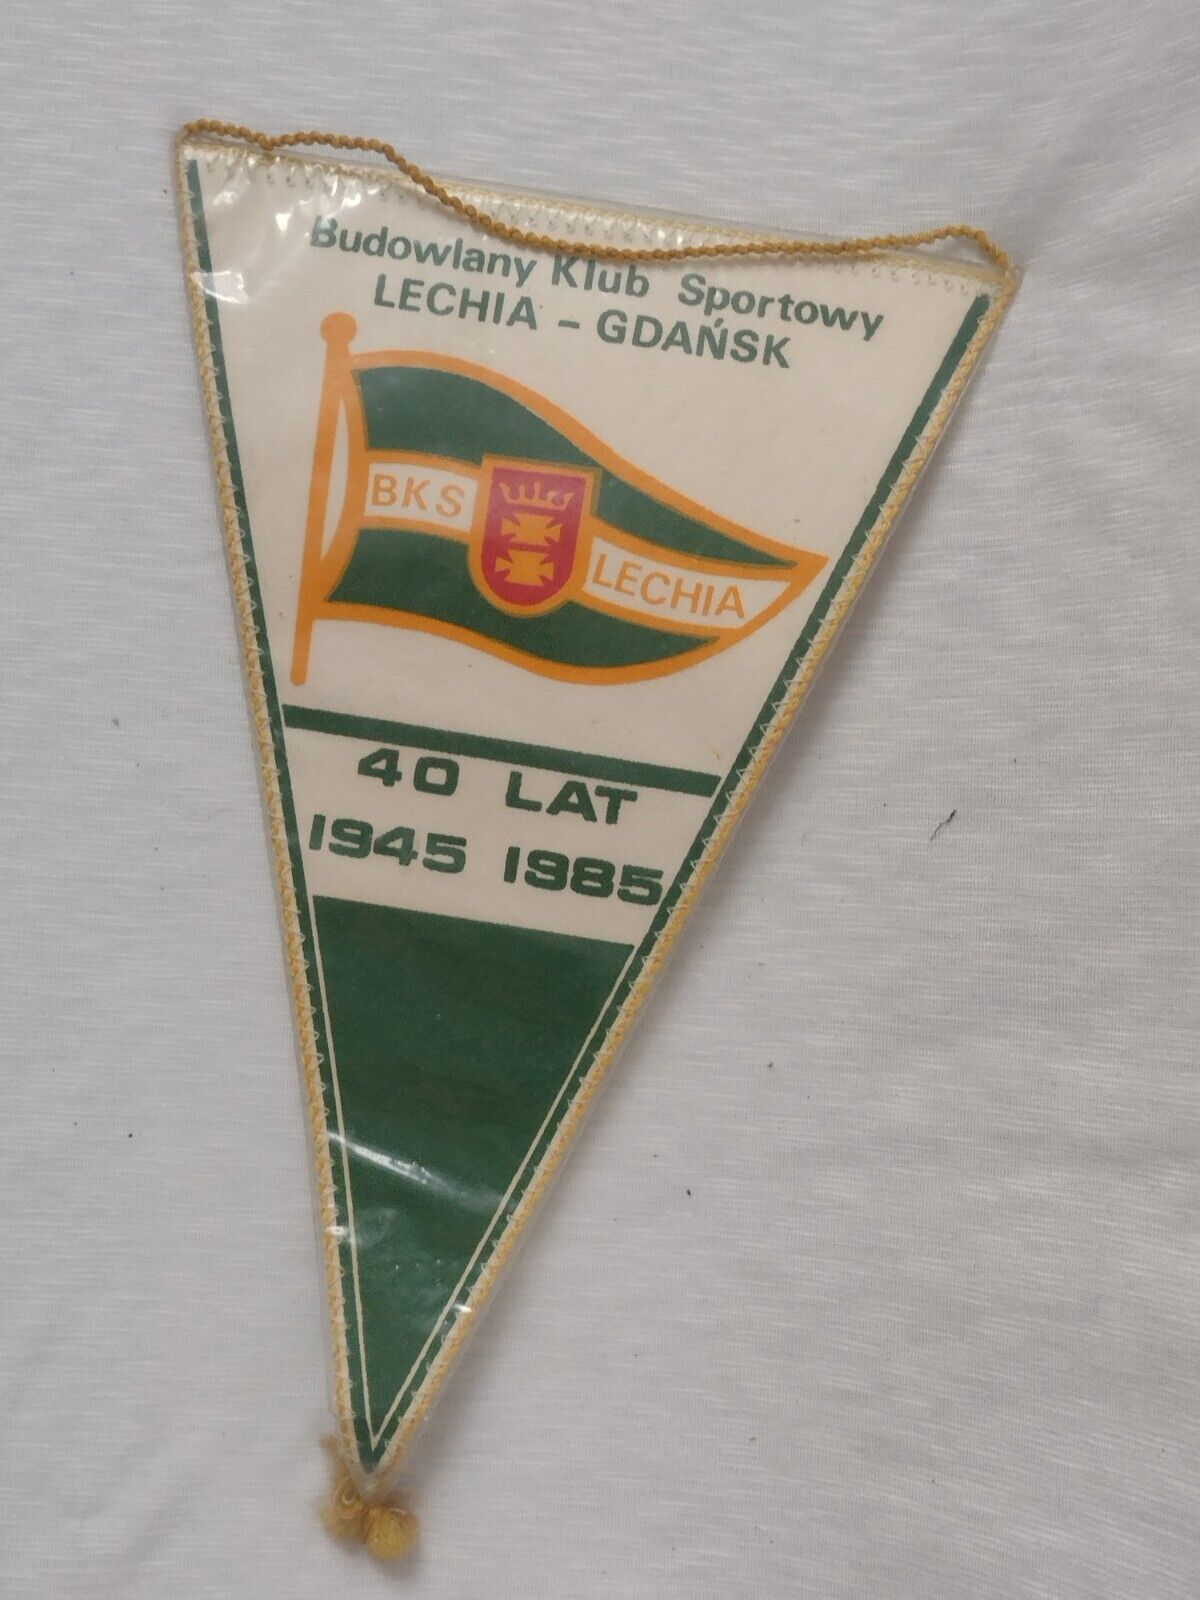 Budowlany Klub Sportowy
LECHIA - GDAŃSK
BKS LECHIA
40 LAT
1945 1985